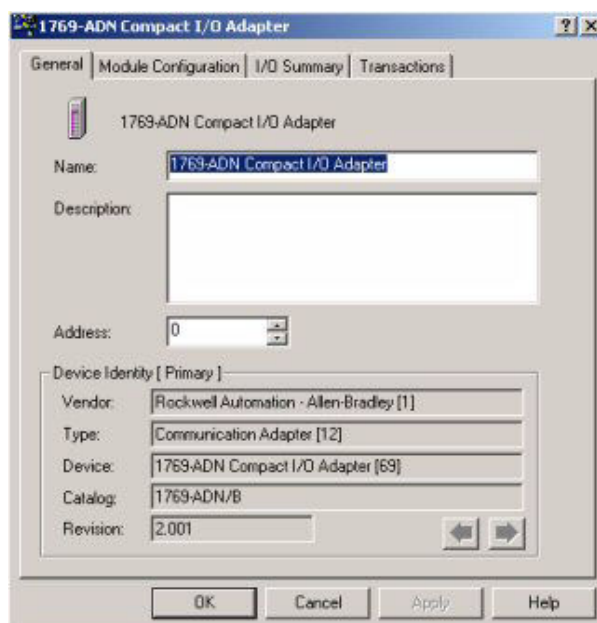 1769-ADN Compact I/O Adapter
General Module Configuration I/O Summary Transactions
1769-ADN Compact I/O Adapter
Name: 1769-ADN Compact I/O Adapter
Description:
Address: 0
Device Identity [ Primary ]
Vendor: Rockwell Automation - Allen-Bradley [1]
Type: Communication Adapter [12]
Device: 1769-ADN Compact I/O Adapter [69]
Catalog: 1769-ADN/B
Revision: 2.001
OK Cancel Apply Help